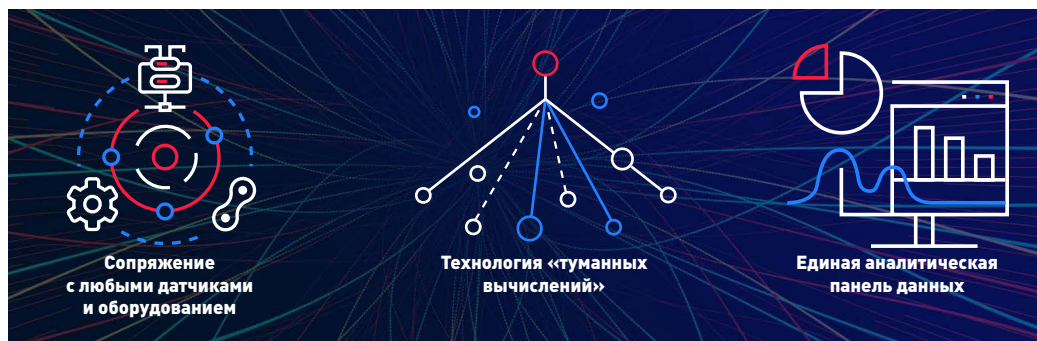 Сопряжение
с любыми датчиками
и оборудованием
Технология «туманных
вычислений»
Единая аналитическая
панель данных